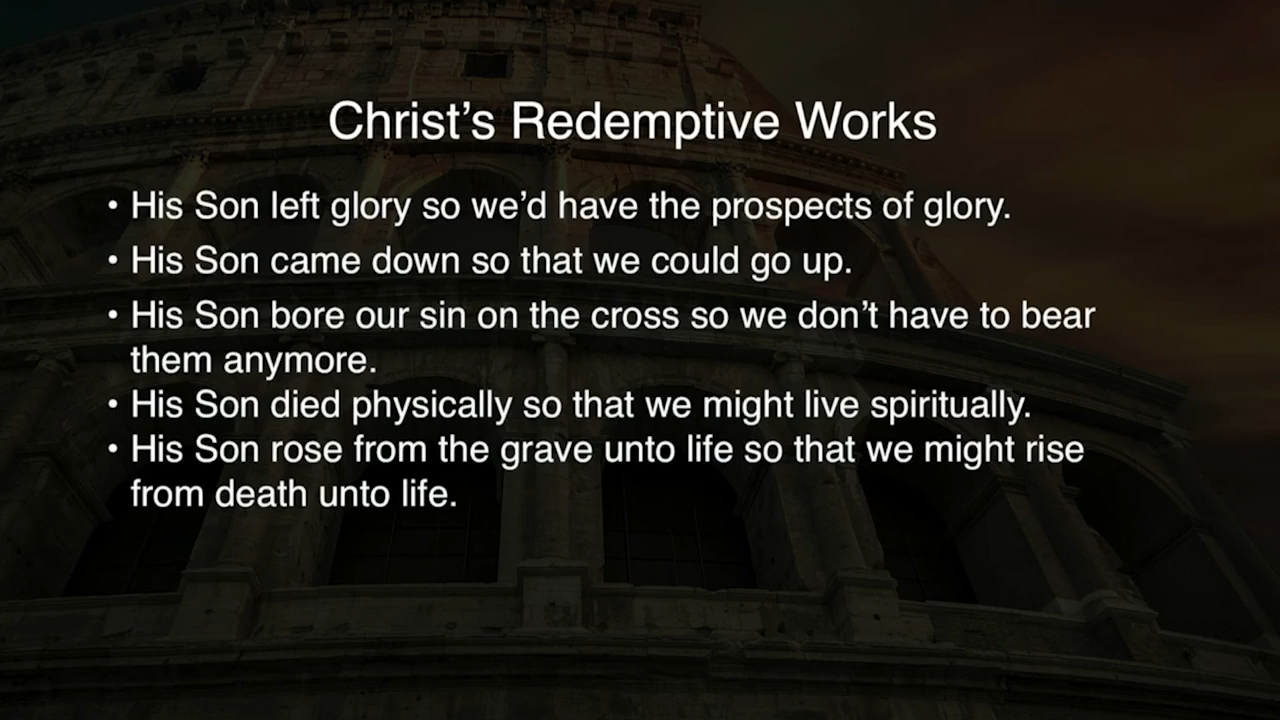 Christ’s Redemptive Works
• His Son left glory so we’d have the prospects of glory.
• His Son came down so that we could go up.
• His Son bore our sin on the cross so we don’t have to bear
them anymore.
• His Son died physically so that we might live spiritually.
• His Son rose from the grave unto life so that we might rise
from death unto life.